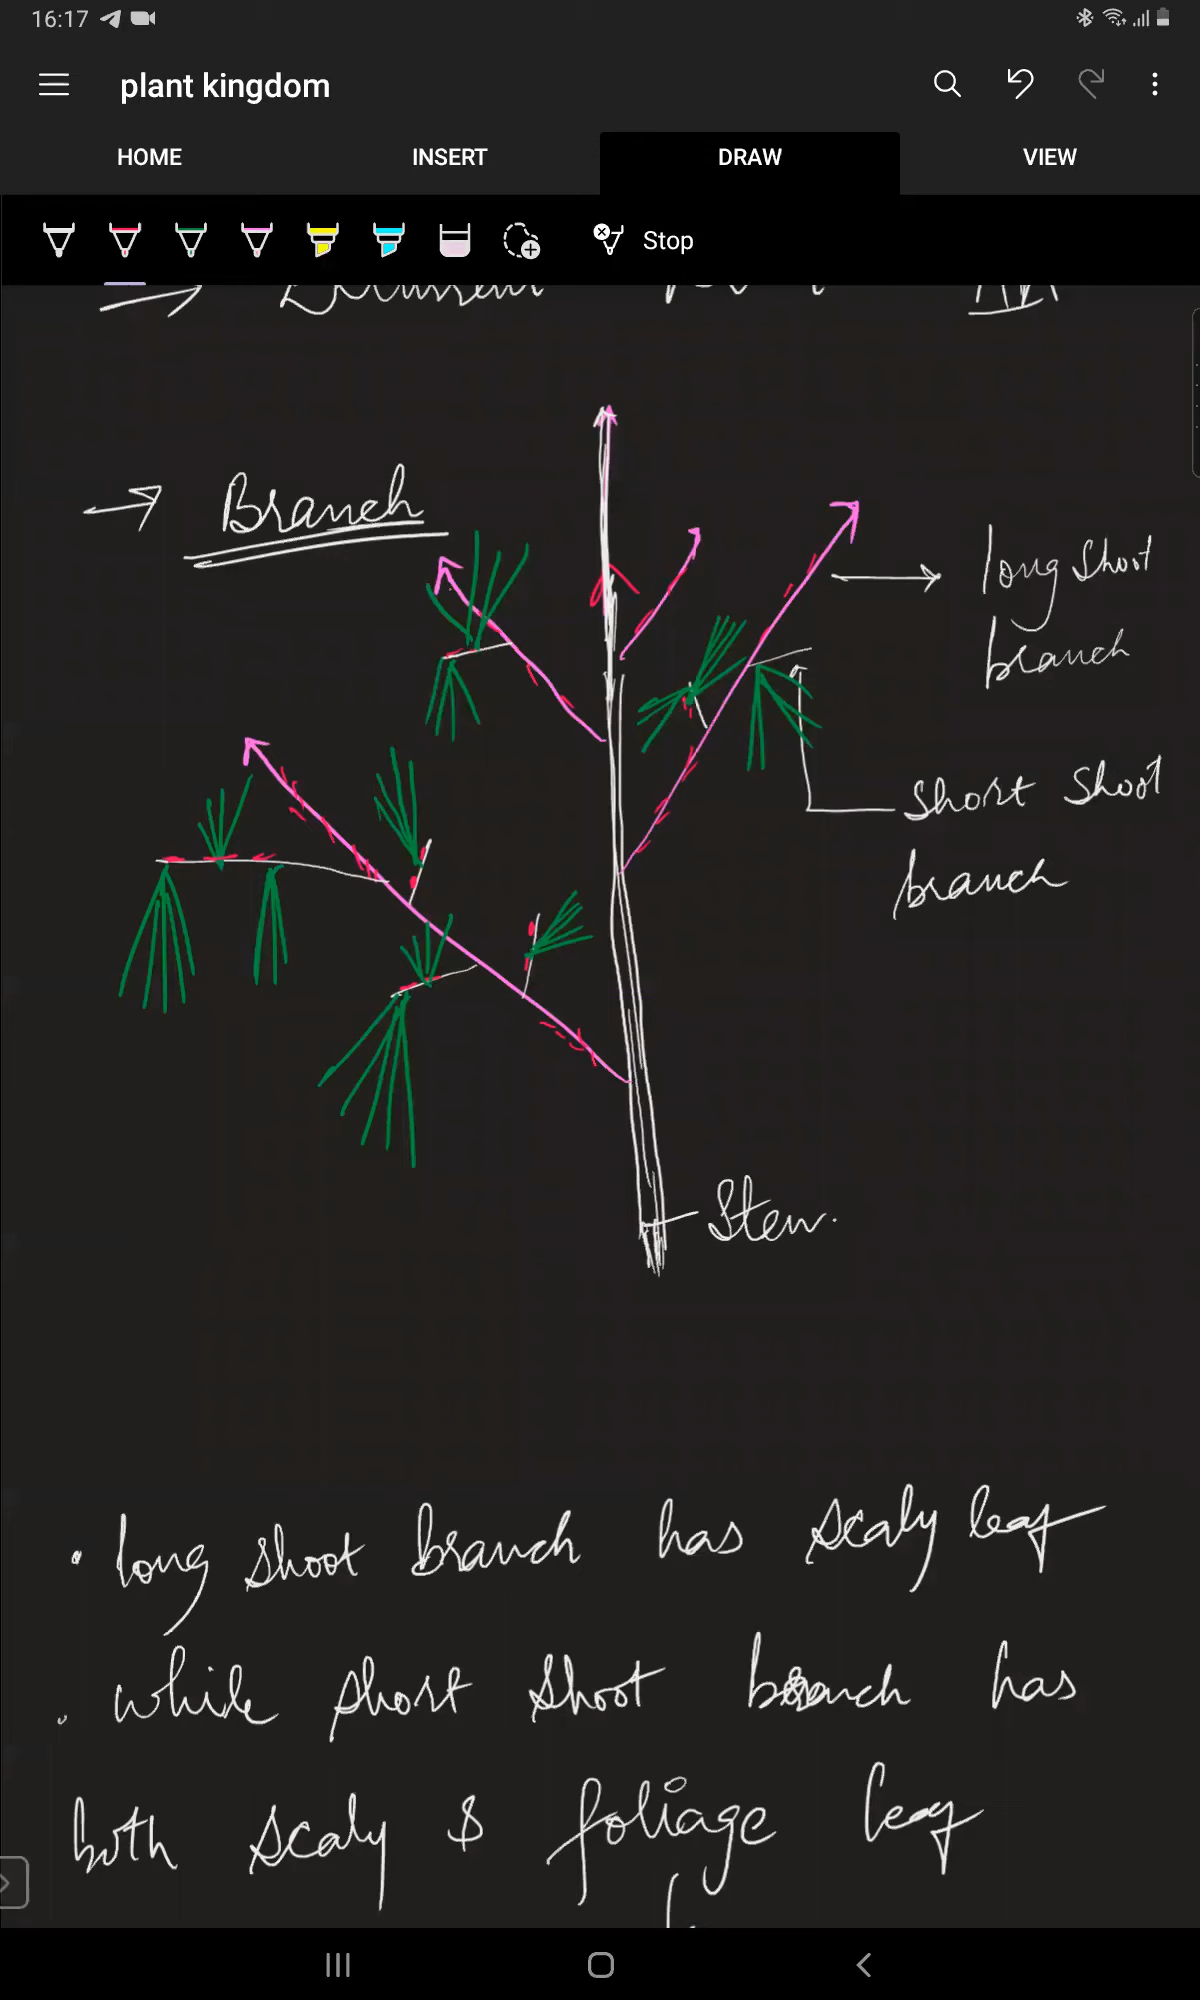 16:17
plant kingdom
HOME INSERT DRAW VIEW
Stop
→ Branch
long shoot
branch
short shoot
branch
Stem.
• long shoot branch has scaly leaf
. while short shoot branch has
both scaly & foliage leaf